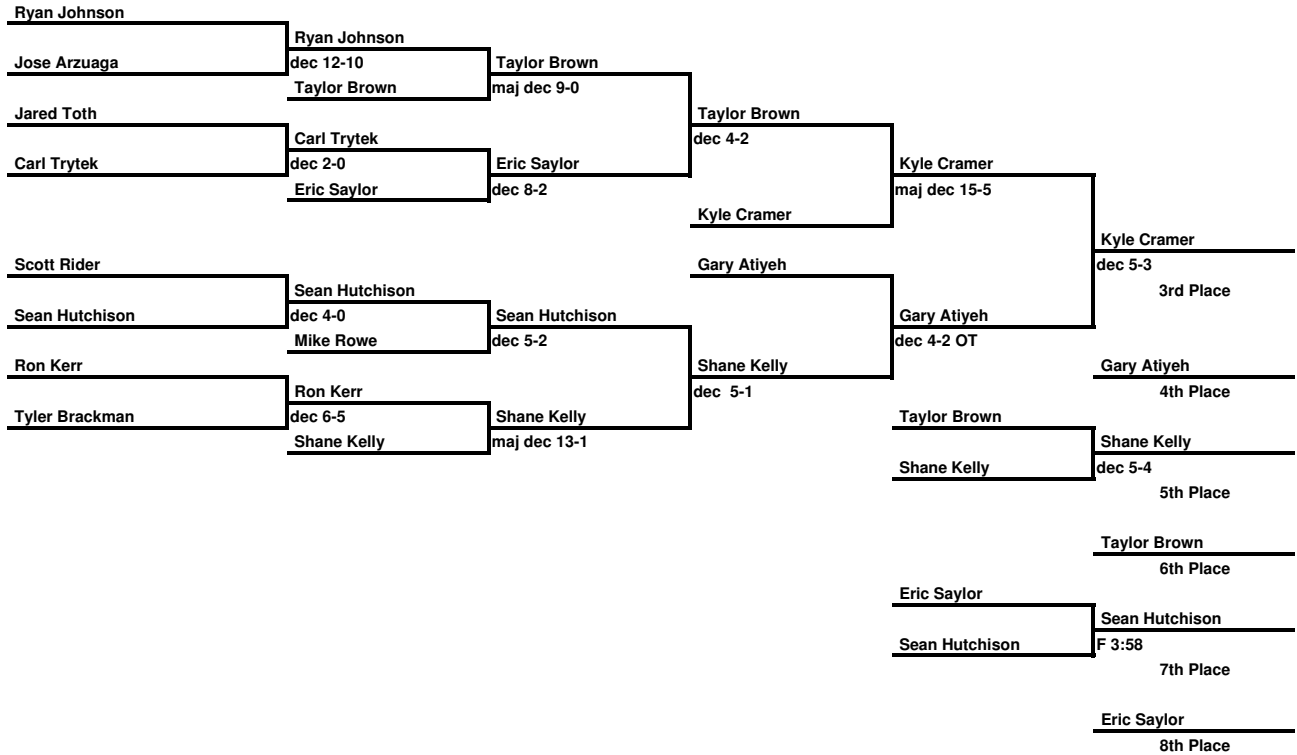 Ryan Johnson
Ryan Johnson
Jose Arzuaga
dec 12-10
Taylor Brown
Taylor Brown
maj dec 9-0
Jared Toth
Taylor Brown
Carl Trytek
dec 4-2
Carl Trytek
dec 2-0
Eric Saylor
Kyle Cramer
Eric Saylor
dec 8-2
maj dec 15-5
Kyle Cramer
Kyle Cramer
Scott Rider
Gary Atiyeh
dec 5-3
Sean Hutchison
3rd Place
Sean Hutchison
dec 4-0
Sean Hutchison
Gary Atiyeh
Mike Rowe
dec 5-2
dec 4-2 OT
Ron Kerr
Shane Kelly
Gary Atiyeh
Ron Kerr
dec 5-1
4th Place
Tyler Brackman
dec 6-5
Shane Kelly
Taylor Brown
Shane Kelly
maj dec 13-1
Shane Kelly
Shane Kelly
dec 5-4
5th Place
Taylor Brown
6th Place
Eric Saylor
Sean Hutchison
Sean Hutchison
F 3:58
7th Place
Eric Saylor
8th Place